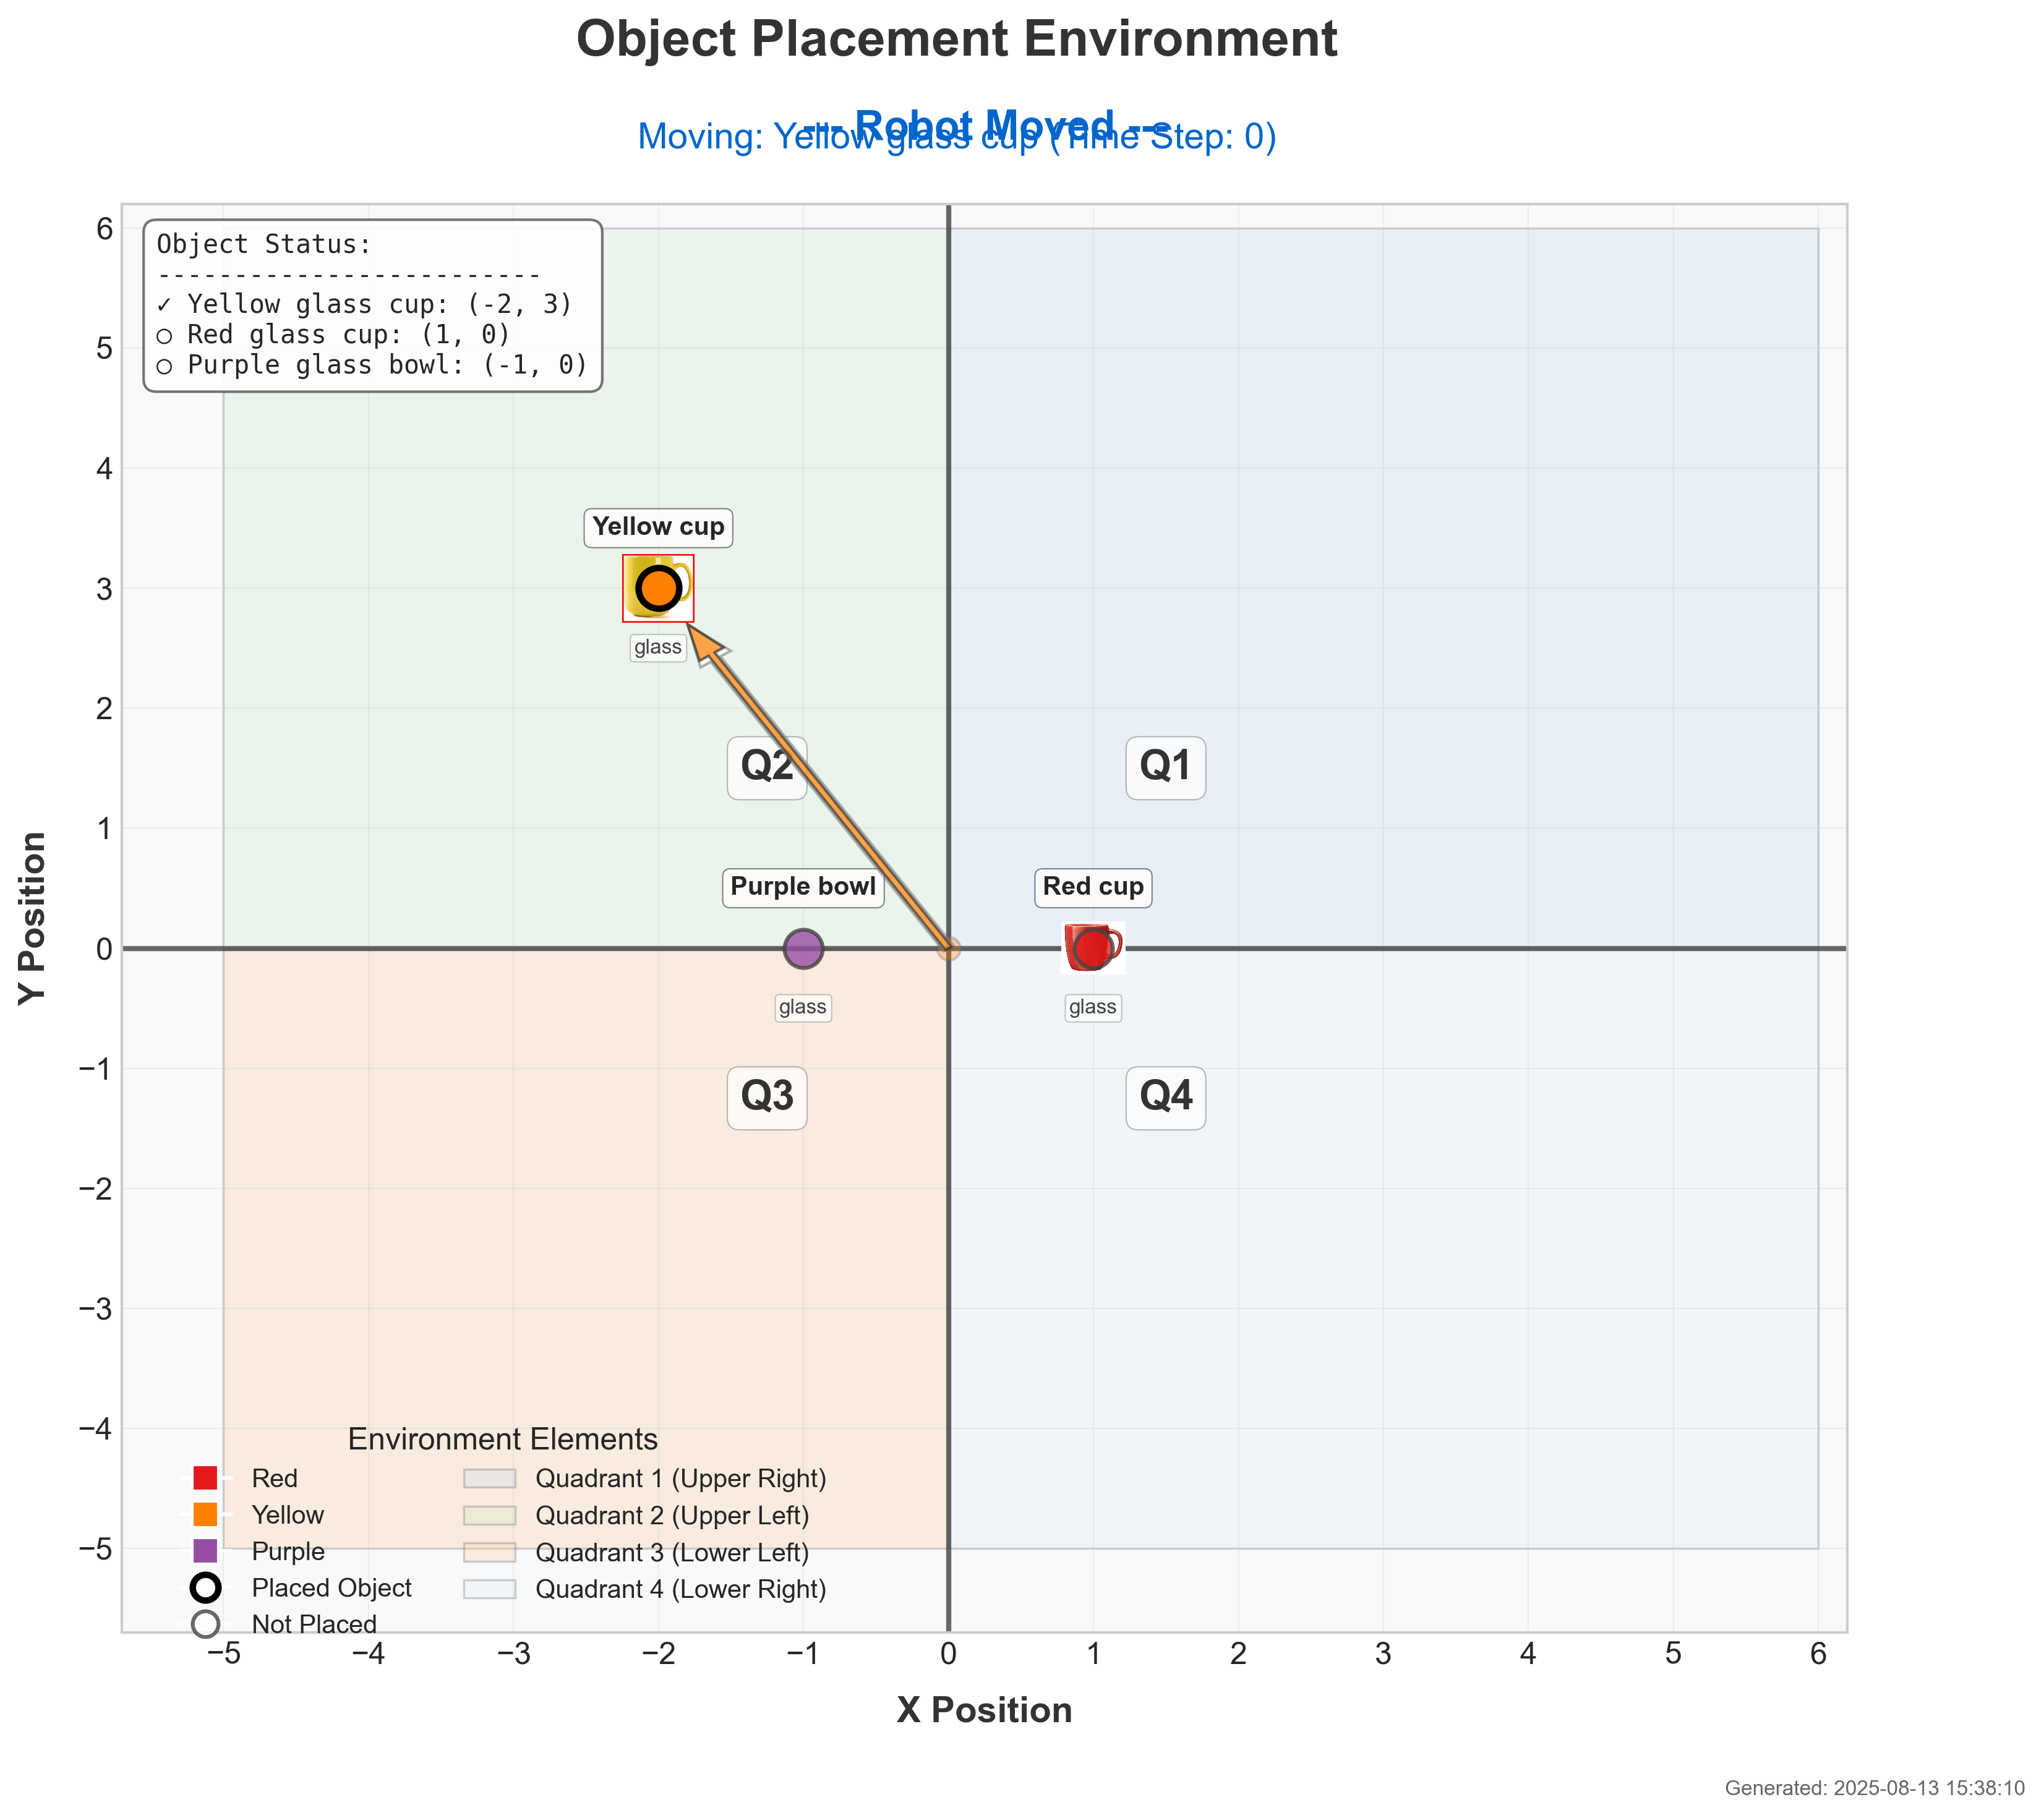 Object Placement Environment
--- Robot Moved ---
Moving: Yellow glass cup (Time Step: 0)
Object Status:
-------------------------
✓ Yellow glass cup: (-2, 3)
○ Red glass cup: (1, 0)
○ Purple glass bowl: (-1, 0)
6
5
4
3
2
1
0
−1
−2
−3
−4
−5
Y Position
Yellow cup
glass
Q2
Q1
Purple bowl
Red cup
glass
glass
Q3
Q4
Environment Elements
Red
Yellow
Purple
Placed Object
Not Placed
Quadrant 1 (Upper Right)
Quadrant 2 (Upper Left)
Quadrant 3 (Lower Left)
Quadrant 4 (Lower Right)
−5 −4 −3 −2 −1 0 1 2 3 4 5 6
X Position
Generated: 2025-08-13 15:38:10